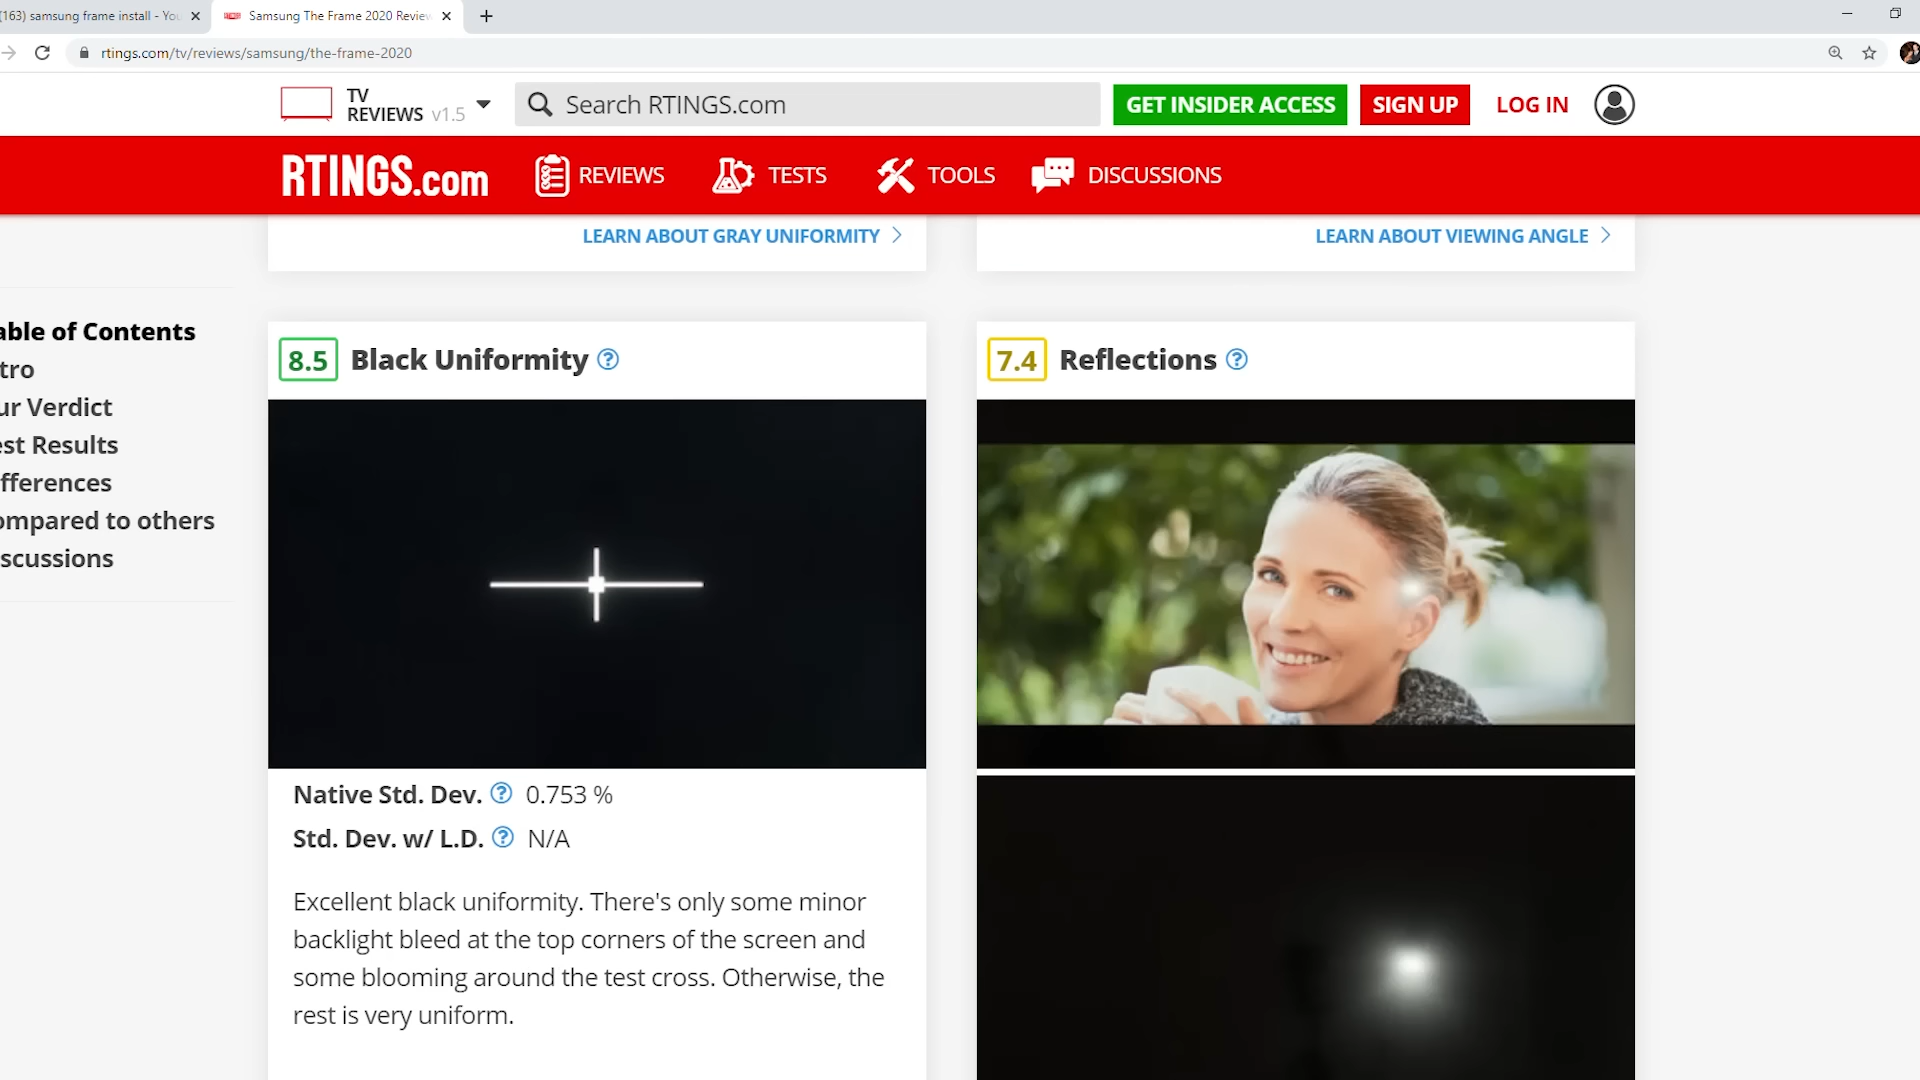 (163) samsung frame install - You
Samsung The Frame 2020 Review
rtings.com/tv/reviews/samsung/the-frame-2020
TV
REVIEWS v1.5
Search RTINGS.com
GET INSIDER ACCESS
SIGN UP
LOG IN
RTINGS.com
REVIEWS
TESTS
TOOLS
DISCUSSIONS
LEARN ABOUT GRAY UNIFORMITY
LEARN ABOUT VIEWING ANGLE
able of Contents
tro
ur Verdict
est Results
fferences
ompared to others
scussions
8.5 Black Uniformity ?
Native Std. Dev. ? 0.753 %
Std. Dev. w/ L.D. ? N/A
Excellent black uniformity. There's only some minor
backlight bleed at the top corners of the screen and
some blooming around the test cross. Otherwise, the
rest is very uniform.
7.4 Reflections ?